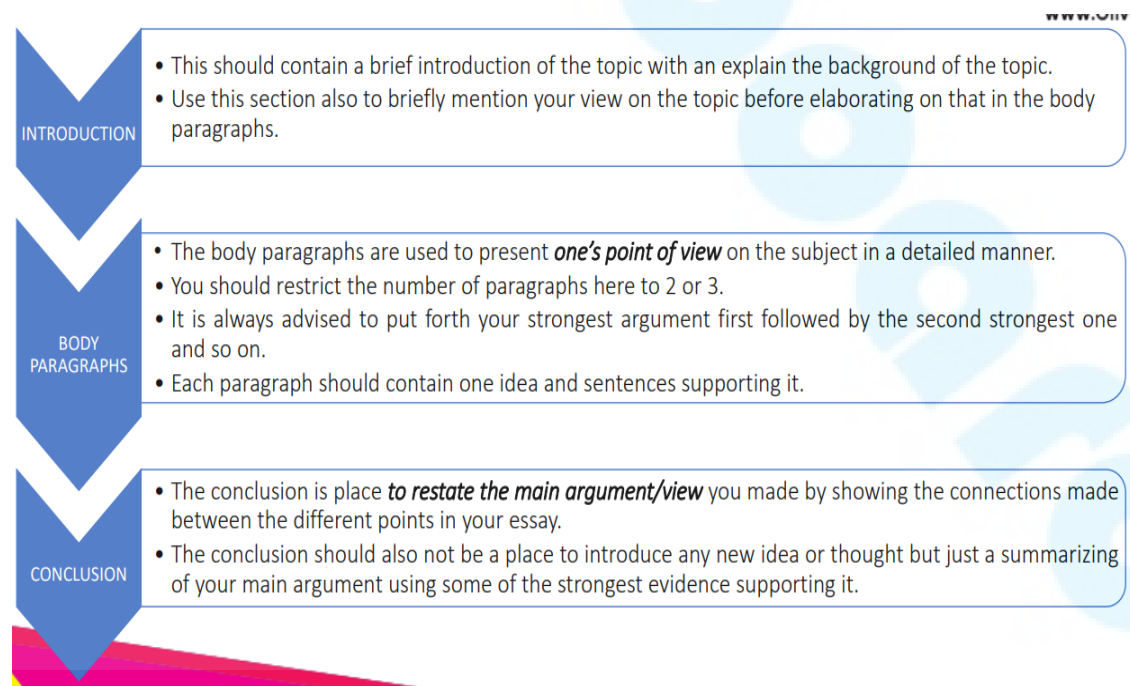 • This should contain a brief introduction of the topic with an explain the background of the topic.
• Use this section also to briefly mention your view on the topic before elaborating on that in the body
paragraphs.
INTRODUCTION
• The body paragraphs are used to present one's point of view on the subject in a detailed manner.
• You should restrict the number of paragraphs here to 2 or 3.
• It is always advised to put forth your strongest argument first followed by the second strongest one
and so on.
• Each paragraph should contain one idea and sentences supporting it.
BODY
PARAGRAPHS
• The conclusion is place to restate the main argument/view you made by showing the connections made
between the different points in your essay.
• The conclusion should also not be a place to introduce any new idea or thought but just a summarizing
of your main argument using some of the strongest evidence supporting it.
CONCLUSION